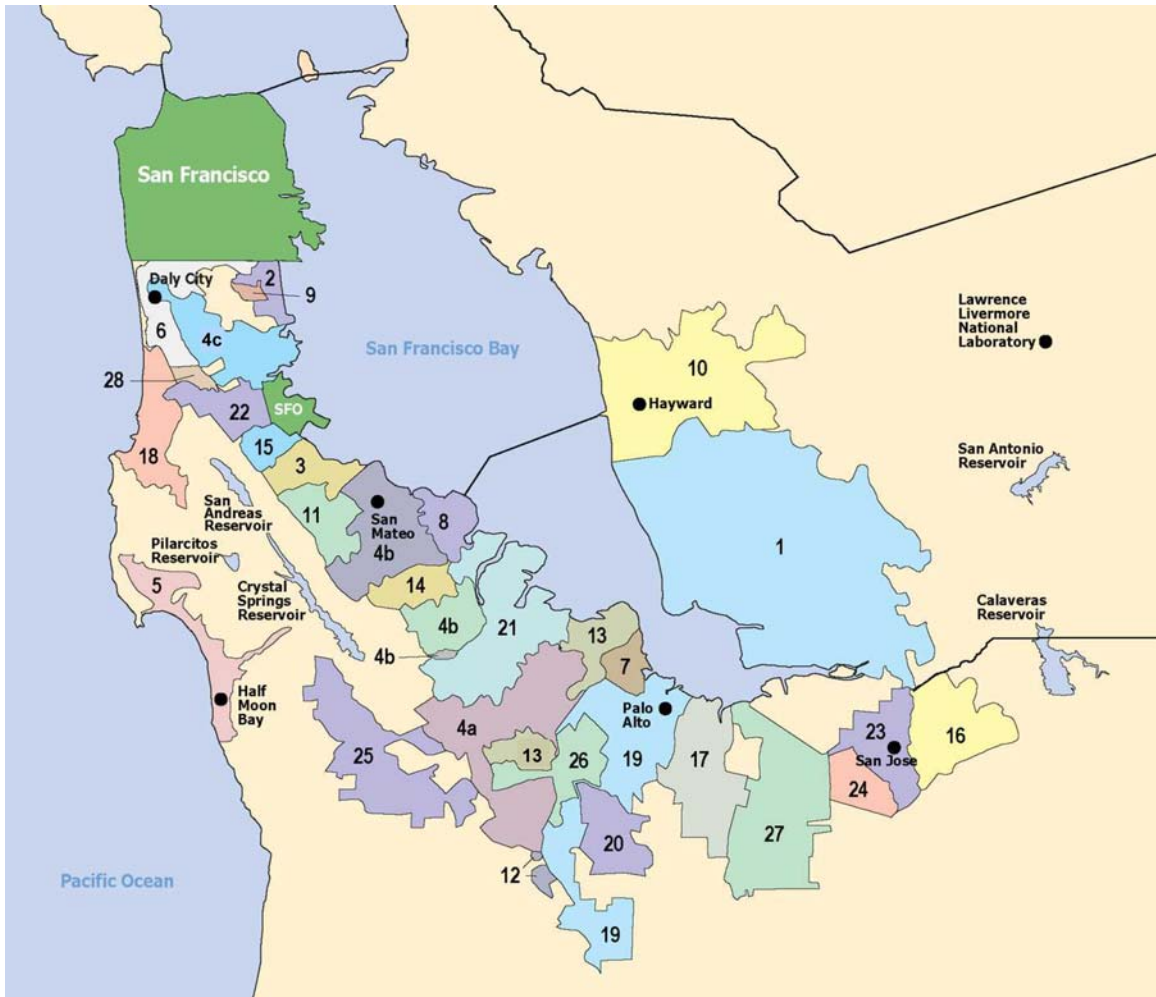 San Francisco
Daly City
2
9
6
4c
San Francisco Bay
Lawrence
Livermore
National
Laboratory
10
28
Hayward
22
SFO
18
15
3
San Antonio
Reservoir
San
Andreas
Reservoir
11
San
Mateo
8
4b
1
Pilarcitos
Reservoir
5
Crystal
Springs
Reservoir
14
Calaveras
Reservoir
4b
21
13
4b
7
Half
Moon
Bay
4a
Palo
Alto
23
16
25
13
26
19
17
San Jose
24
20
27
12
Pacific Ocean
19